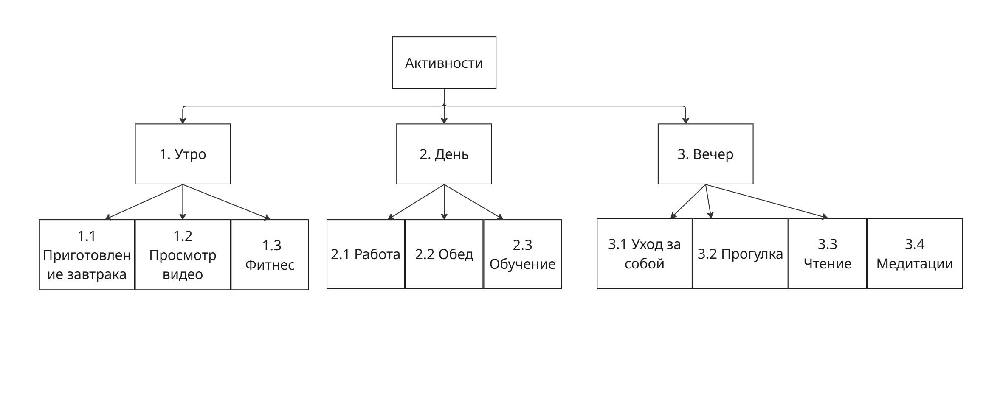 Активности
1. Утро
2. День
3. Вечер
1.1
Приготовлен
ие завтрака
1.2
Просмотр
видео
1.3
Фитнес
2.1 Работа
2.2 Обед
2.3
Обучение
3.1 Уход за
собой
3.2 Прогулка
3.3
Чтение
3.4
Медитации